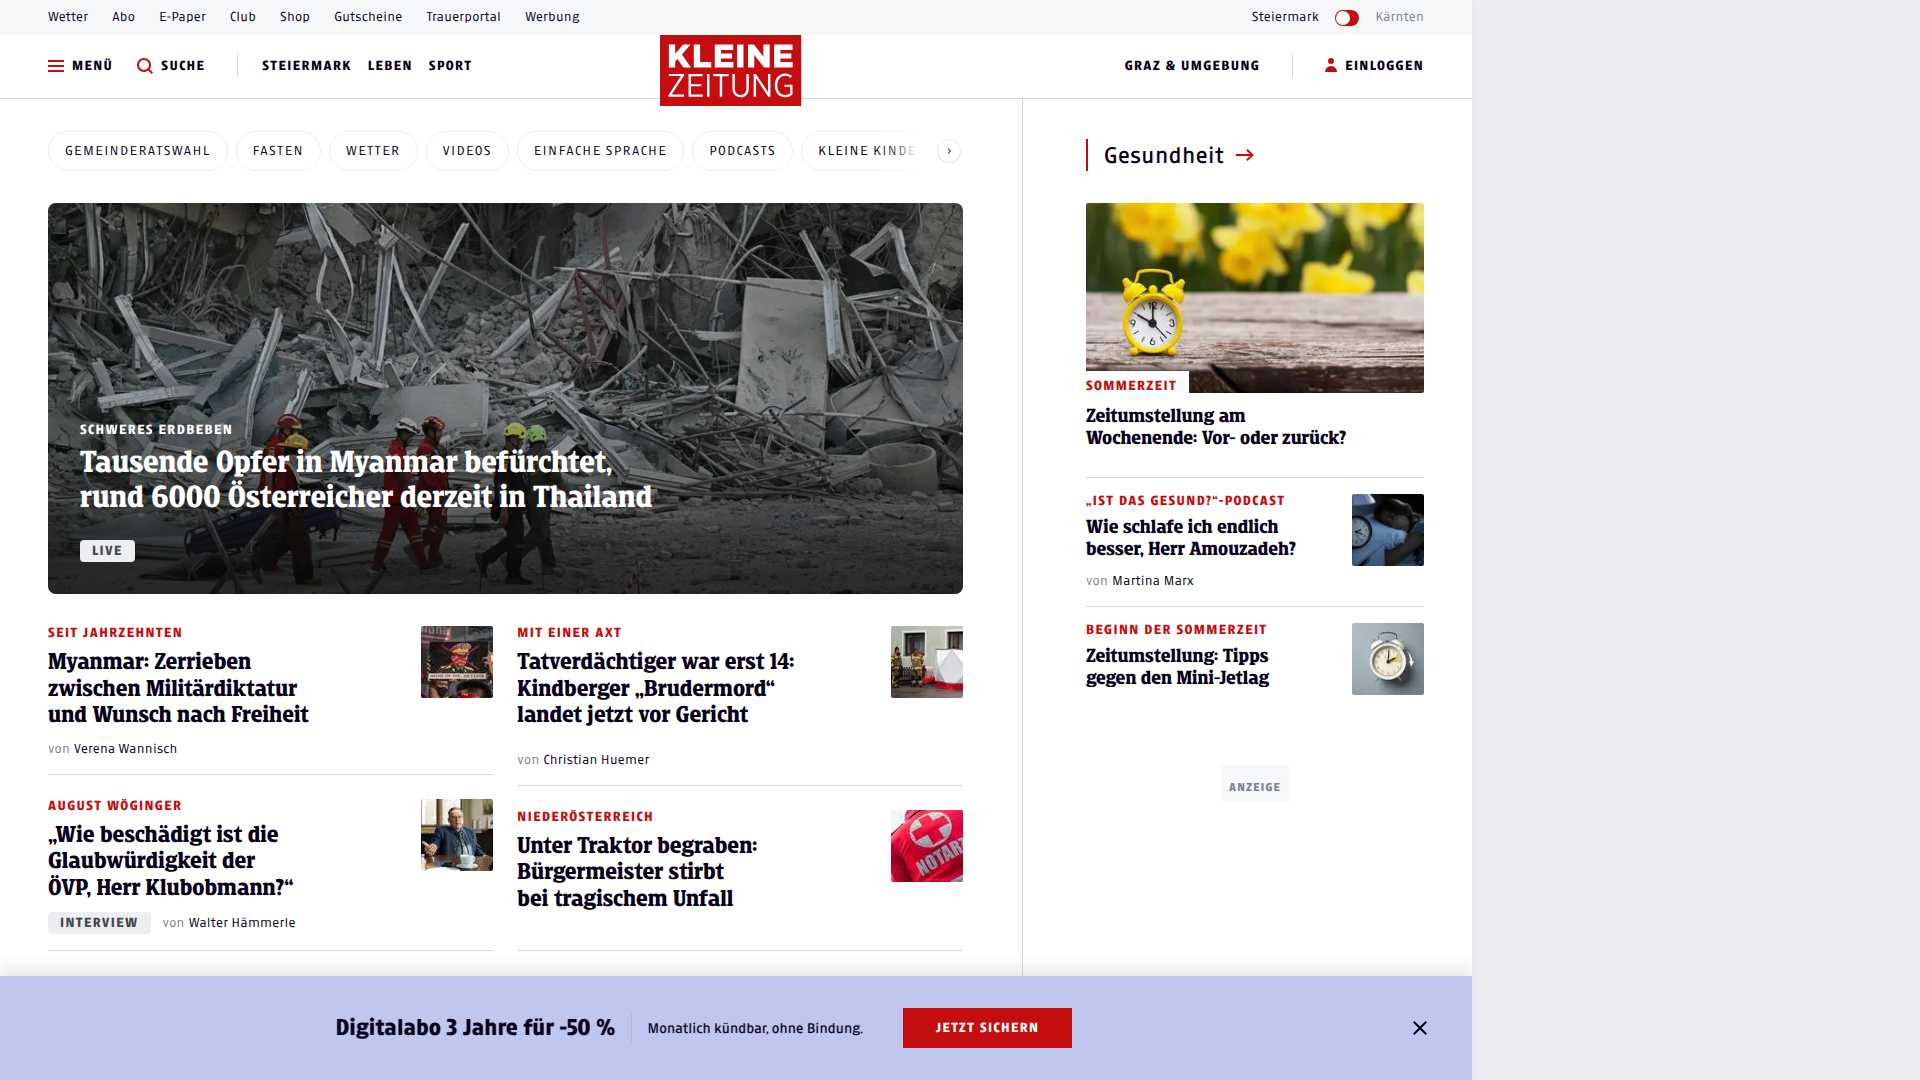 Wetter Abo E-Paper Club Shop Gutscheine Trauerportal Werbung Steiermark Kärnten
MENÜ SUCHE STEIERMARK LEBEN SPORT KLEINE ZEITUNG GRAZ & UMGEBUNG EINLOGGEN
GEMEINDERATSWAHL FASTEN WETTER VIDEOS EINFACHE SPRACHE PODCASTS KLEINE KINDE
SCHWERES ERDBEBEN
Tausende Opfer in Myanmar befürchtet,
rund 6000 Österreicher derzeit in Thailand
LIVE
SEIT JAHRZEHNTEN
Myanmar: Zerrieben
zwischen Militärdiktatur
und Wunsch nach Freiheit
von Verena Wannisch
MIT EINER AXT
Tatverdächtiger war erst 14:
Kindberger „Brudermord“
landet jetzt vor Gericht
von Christian Huemer
AUGUST WÖGINGER
„Wie beschädigt ist die
Glaubwürdigkeit der
ÖVP, Herr Klubobmann?“
INTERVIEW von Walter Hämmerle
NIEDERÖSTERREICH
Unter Traktor begraben:
Bürgermeister stirbt
bei tragischem Unfall
NOTAR
Gesundheit
SOMMERZEIT
Zeitumstellung am
Wochenende: Vor- oder zurück?
„IST DAS GESUND?“-PODCAST
Wie schlafe ich endlich
besser, Herr Amouzadeh?
von Martina Marx
BEGINN DER SOMMERZEIT
Zeitumstellung: Tipps
gegen den Mini-Jetlag
ANZEIGE
Digitalabo 3 Jahre für -50 % Monatlich kündbar, ohne Bindung. JETZT SICHERN